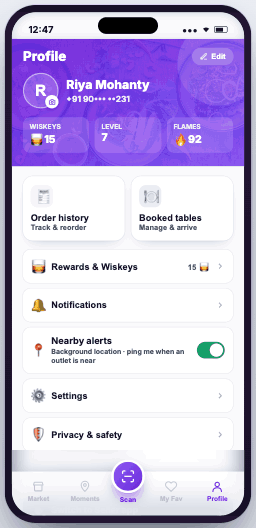 12:47
Profile
Edit
R
Riya Mohanty
+91 90••• ••231
WISKEYS
15
LEVEL
7
FLAMES
92
Order history
Track & reorder
Booked tables
Manage & arrive
Rewards & Wiskeys
15
Notifications
Nearby alerts
Background location · ping me when an
outlet is near
Settings
Privacy & safety
Market
Moments
Scan
My Fav
Profile